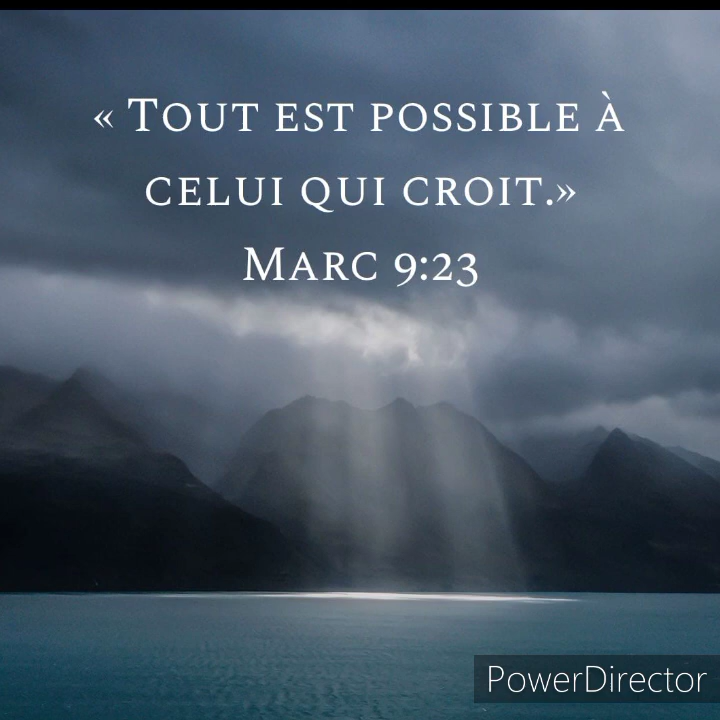 « Tout est possible à
celui qui croit.»
Marc 9:23
PowerDirector